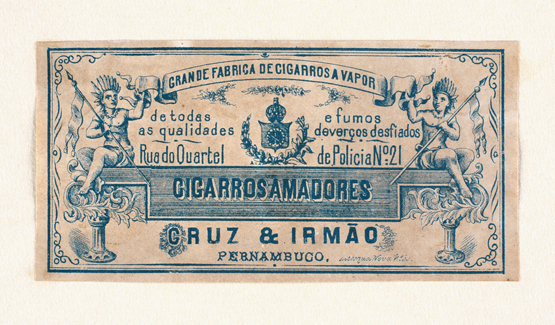 GRANDE FABRICA DE CIGARROS A VAPOR
de todas e fumos
as qualidades deverços desfiados
Rua do Quartel de Policia Nº 21
CIGARROS AMADORES
CRUZ & IRMÃO
PERNAMBUCO.